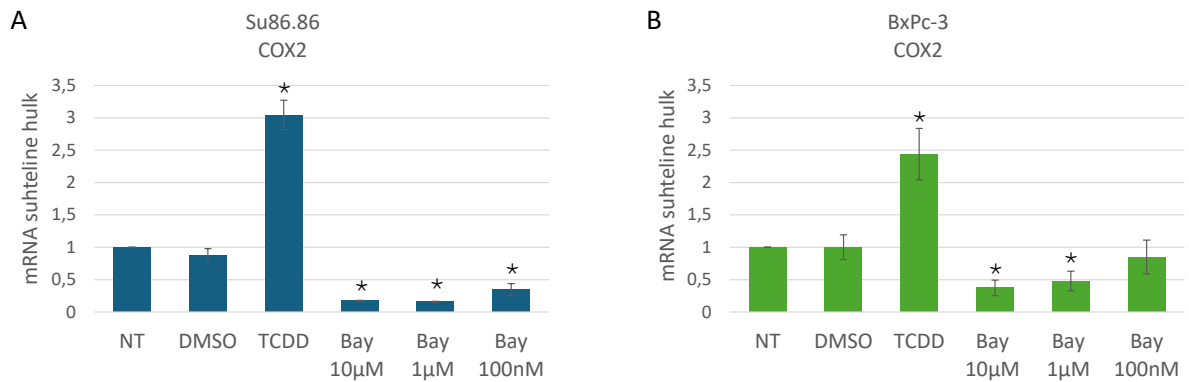 A
Su86.86
COX2
mRNA suhteline hulk
3,5
3
2,5
2
1,5
1
0,5
0
*
*
*
*
NT DMSO TCDD Bay 10µM Bay 1µM Bay 100nM
B
BxPc-3
COX2
mRNA suhteline hulk
3,5
3
2,5
2
1,5
1
0,5
0
*
*
*
NT DMSO TCDD Bay 10µM Bay 1µM Bay 100nM